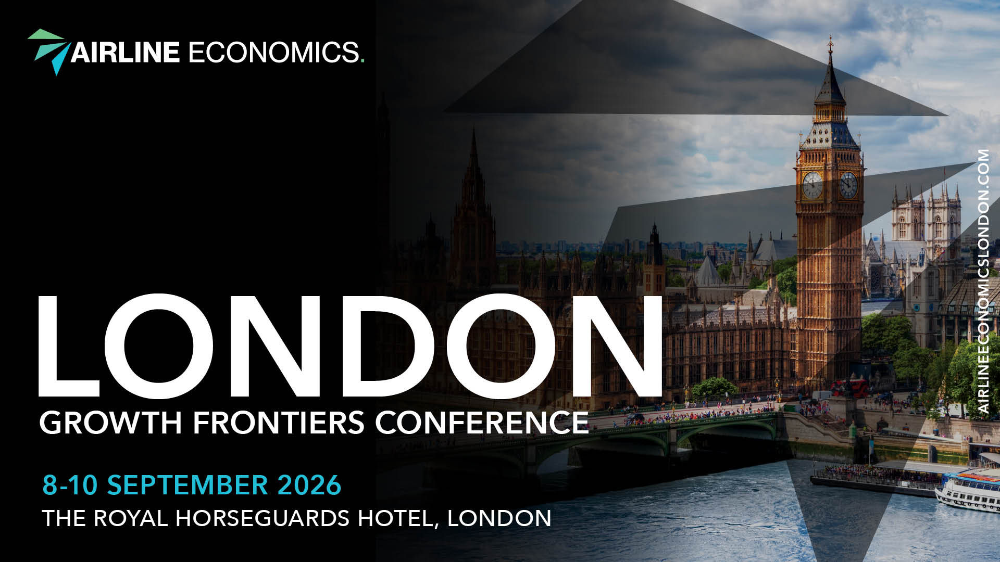 AIRLINE ECONOMICS.
LONDON
GROWTH FRONTIERS CONFERENCE
8-10 SEPTEMBER 2026
THE ROYAL HORSEGUARDS HOTEL, LONDON
AIRLINEECONOMICSLONDON.COM